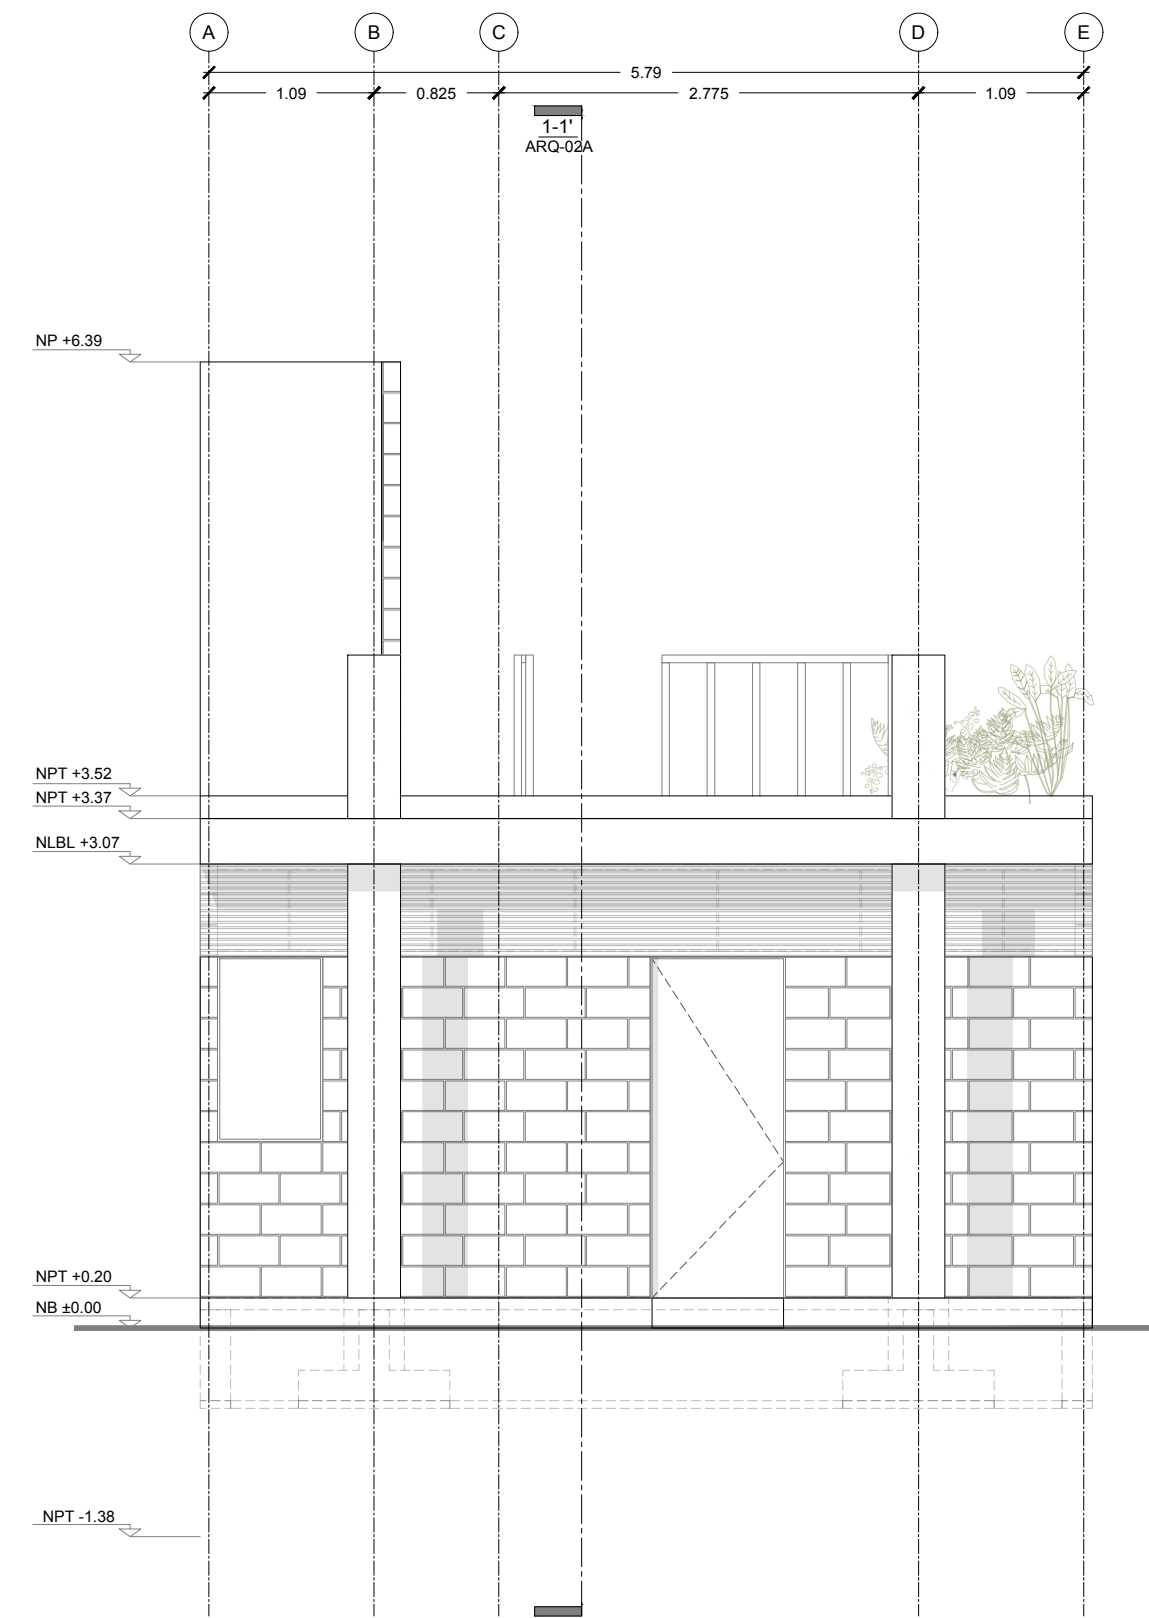 A B C D E
5.79
1.09 0.825 2.775 1.09
1-1'
ARQ-02A
NP +6.39
NPT +3.52
NPT +3.37
NLBL +3.07
NPT +0.20
NB ±0.00
NPT -1.38